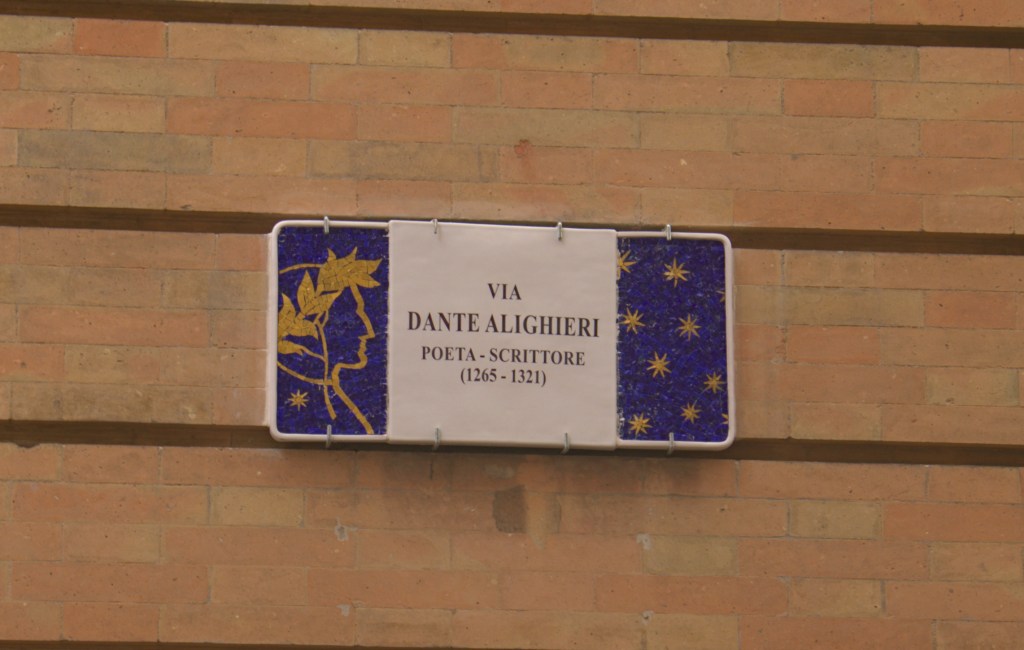 VIA
DANTE ALIGHIERI
POETA - SCRITTORE
(1265 - 1321)